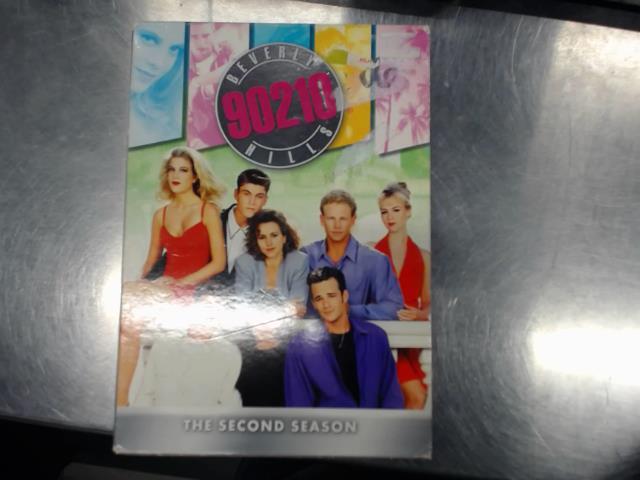 BEVERLY
90210
HILLS
THE SECOND SEASON